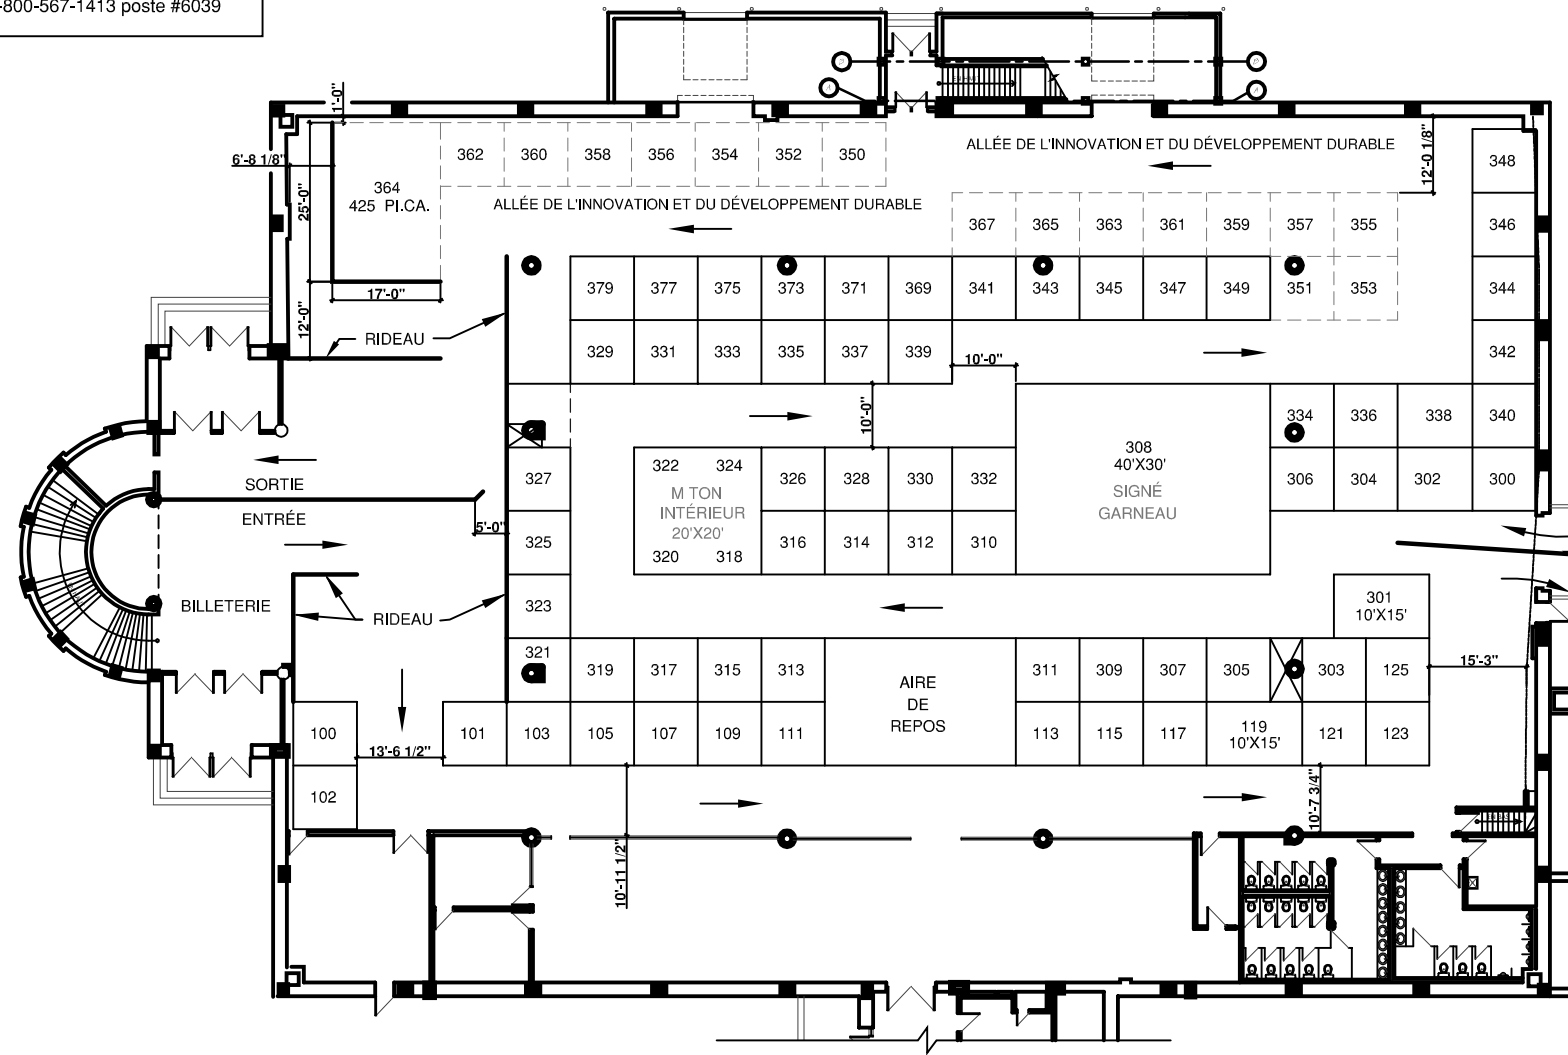 -800-567-1413 poste #6039
1'-0"
6'-8 1/8"
25'-0"
364
425 PI.CA.
17'-0"
12'-0"
362 360 358 356 354 352 350
ALLÉE DE L'INNOVATION ET DU DÉVELOPPEMENT DURABLE
ALLÉE DE L'INNOVATION ET DU DÉVELOPPEMENT DURABLE
12'-0 1/8"
348
367 365 363 361 359 357 355 346
379 377 375 373 371 369 341 343 345 347 349 351 353 344
RIDEAU
329 331 333 335 337 339 342
10'-0"
10'-0"
334 336 338 340
308
40'X30'
SIGNÉ
GARNEAU
306 304 302 300
327
322 324
M TON
INTÉRIEUR
20'X20'
320 318
326 328 330 332
316 314 312 310
SORTIE
ENTRÉE
5'-0"
325
323
BILLETERIE
RIDEAU
301
10'X15'
321
319 317 315 313
AIRE
DE
REPOS
311 309 307 305 303 125
15'-3"
100
13'-6 1/2"
101 103 105 107 109 111
113 115 117
119
10'X15'
121 123
102
10'-7 3/4"
10'-11 1/2"